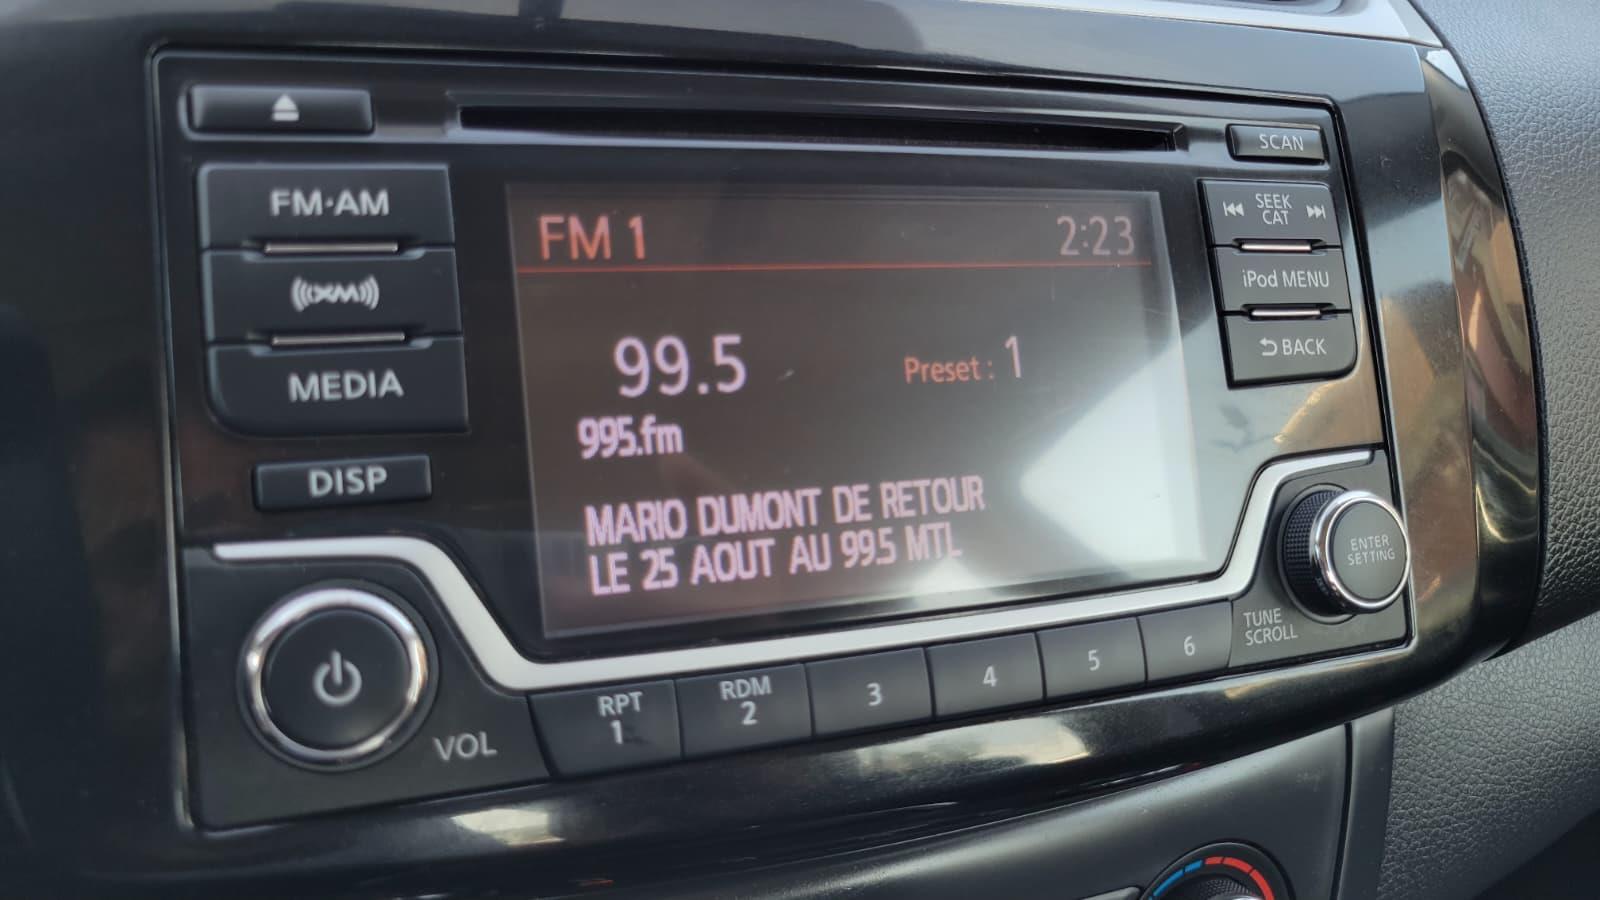 SCAN
FM·AM
SEEK
CAT
FM 1
2:23
iPod MENU
XM
99.5
Preset : 1
BACK
MEDIA
995.fm
DISP
MARIO DUMONT DE RETOUR
LE 25 AOUT AU 99.5 MTL
ENTER
SETTING
TUNE
SCROLL
VOL
RPT
1
RDM
2
3
4
5
6